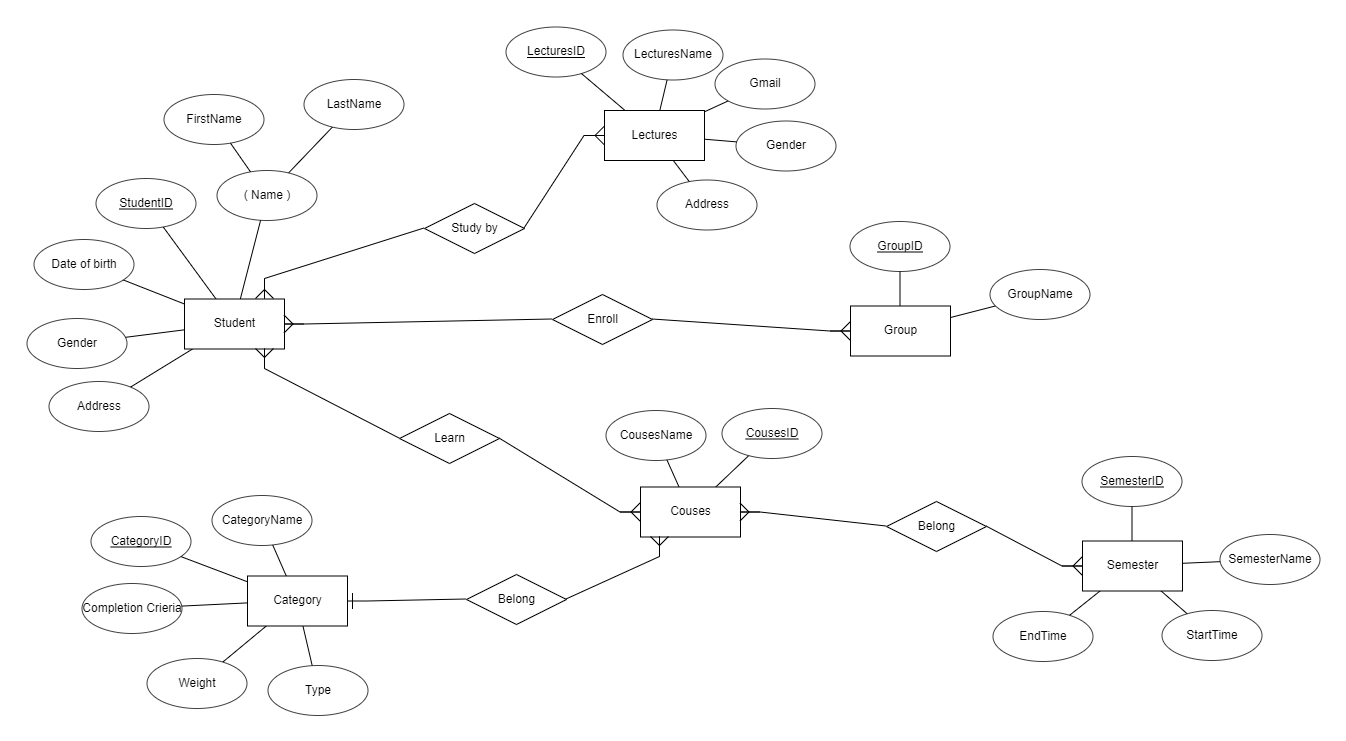 LecturesID
LecturesName
Gmail
LastName
FirstName
Lectures
Gender
( Name )
StudentID
Address
Study by
GroupID
Date of birth
GroupName
Student
Enroll
Group
Gender
Address
CousesName
CousesID
Learn
SemesterID
CategoryName
Couses
Belong
CategoryID
SemesterName
Semester
Category
Belong
Completion Crieria
EndTime
StartTime
Weight
Type